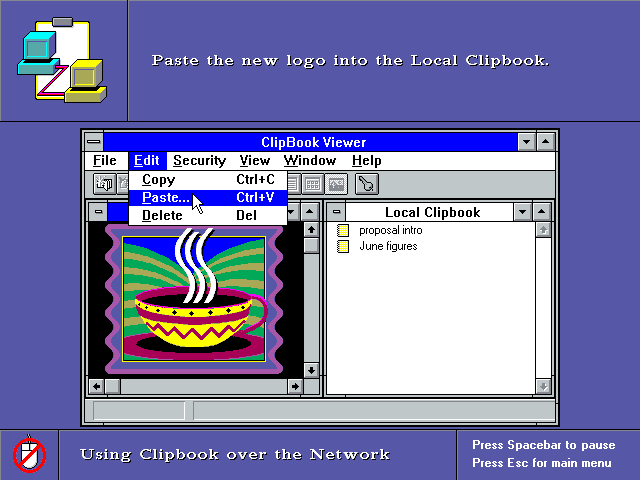 Paste the new logo into the Local Clipbook.
ClipBook Viewer
File Edit Security View Window Help
Copy Ctrl+C
Paste... Ctrl+V
Delete Del
Local Clipbook
proposal intro
June figures
Using Clipbook over the Network
Press Spacebar to pause
Press Esc for main menu